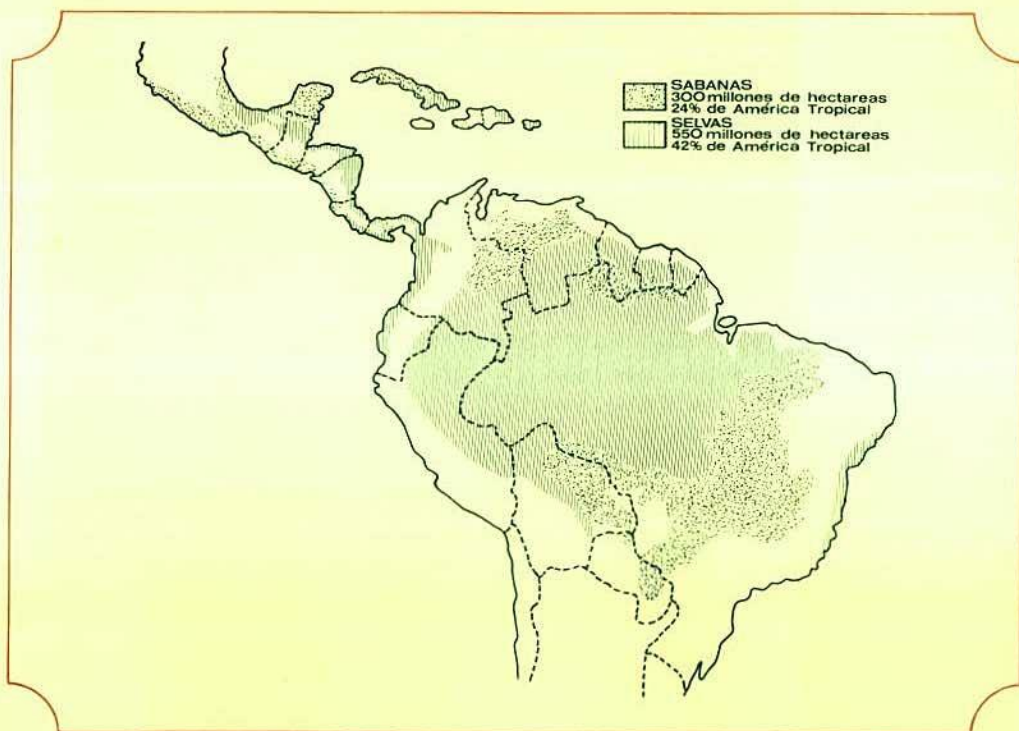 SABANAS
300 millones de hectareas
24% de América Tropical
SELVAS
550 millones de hectareas
42% de América Tropical